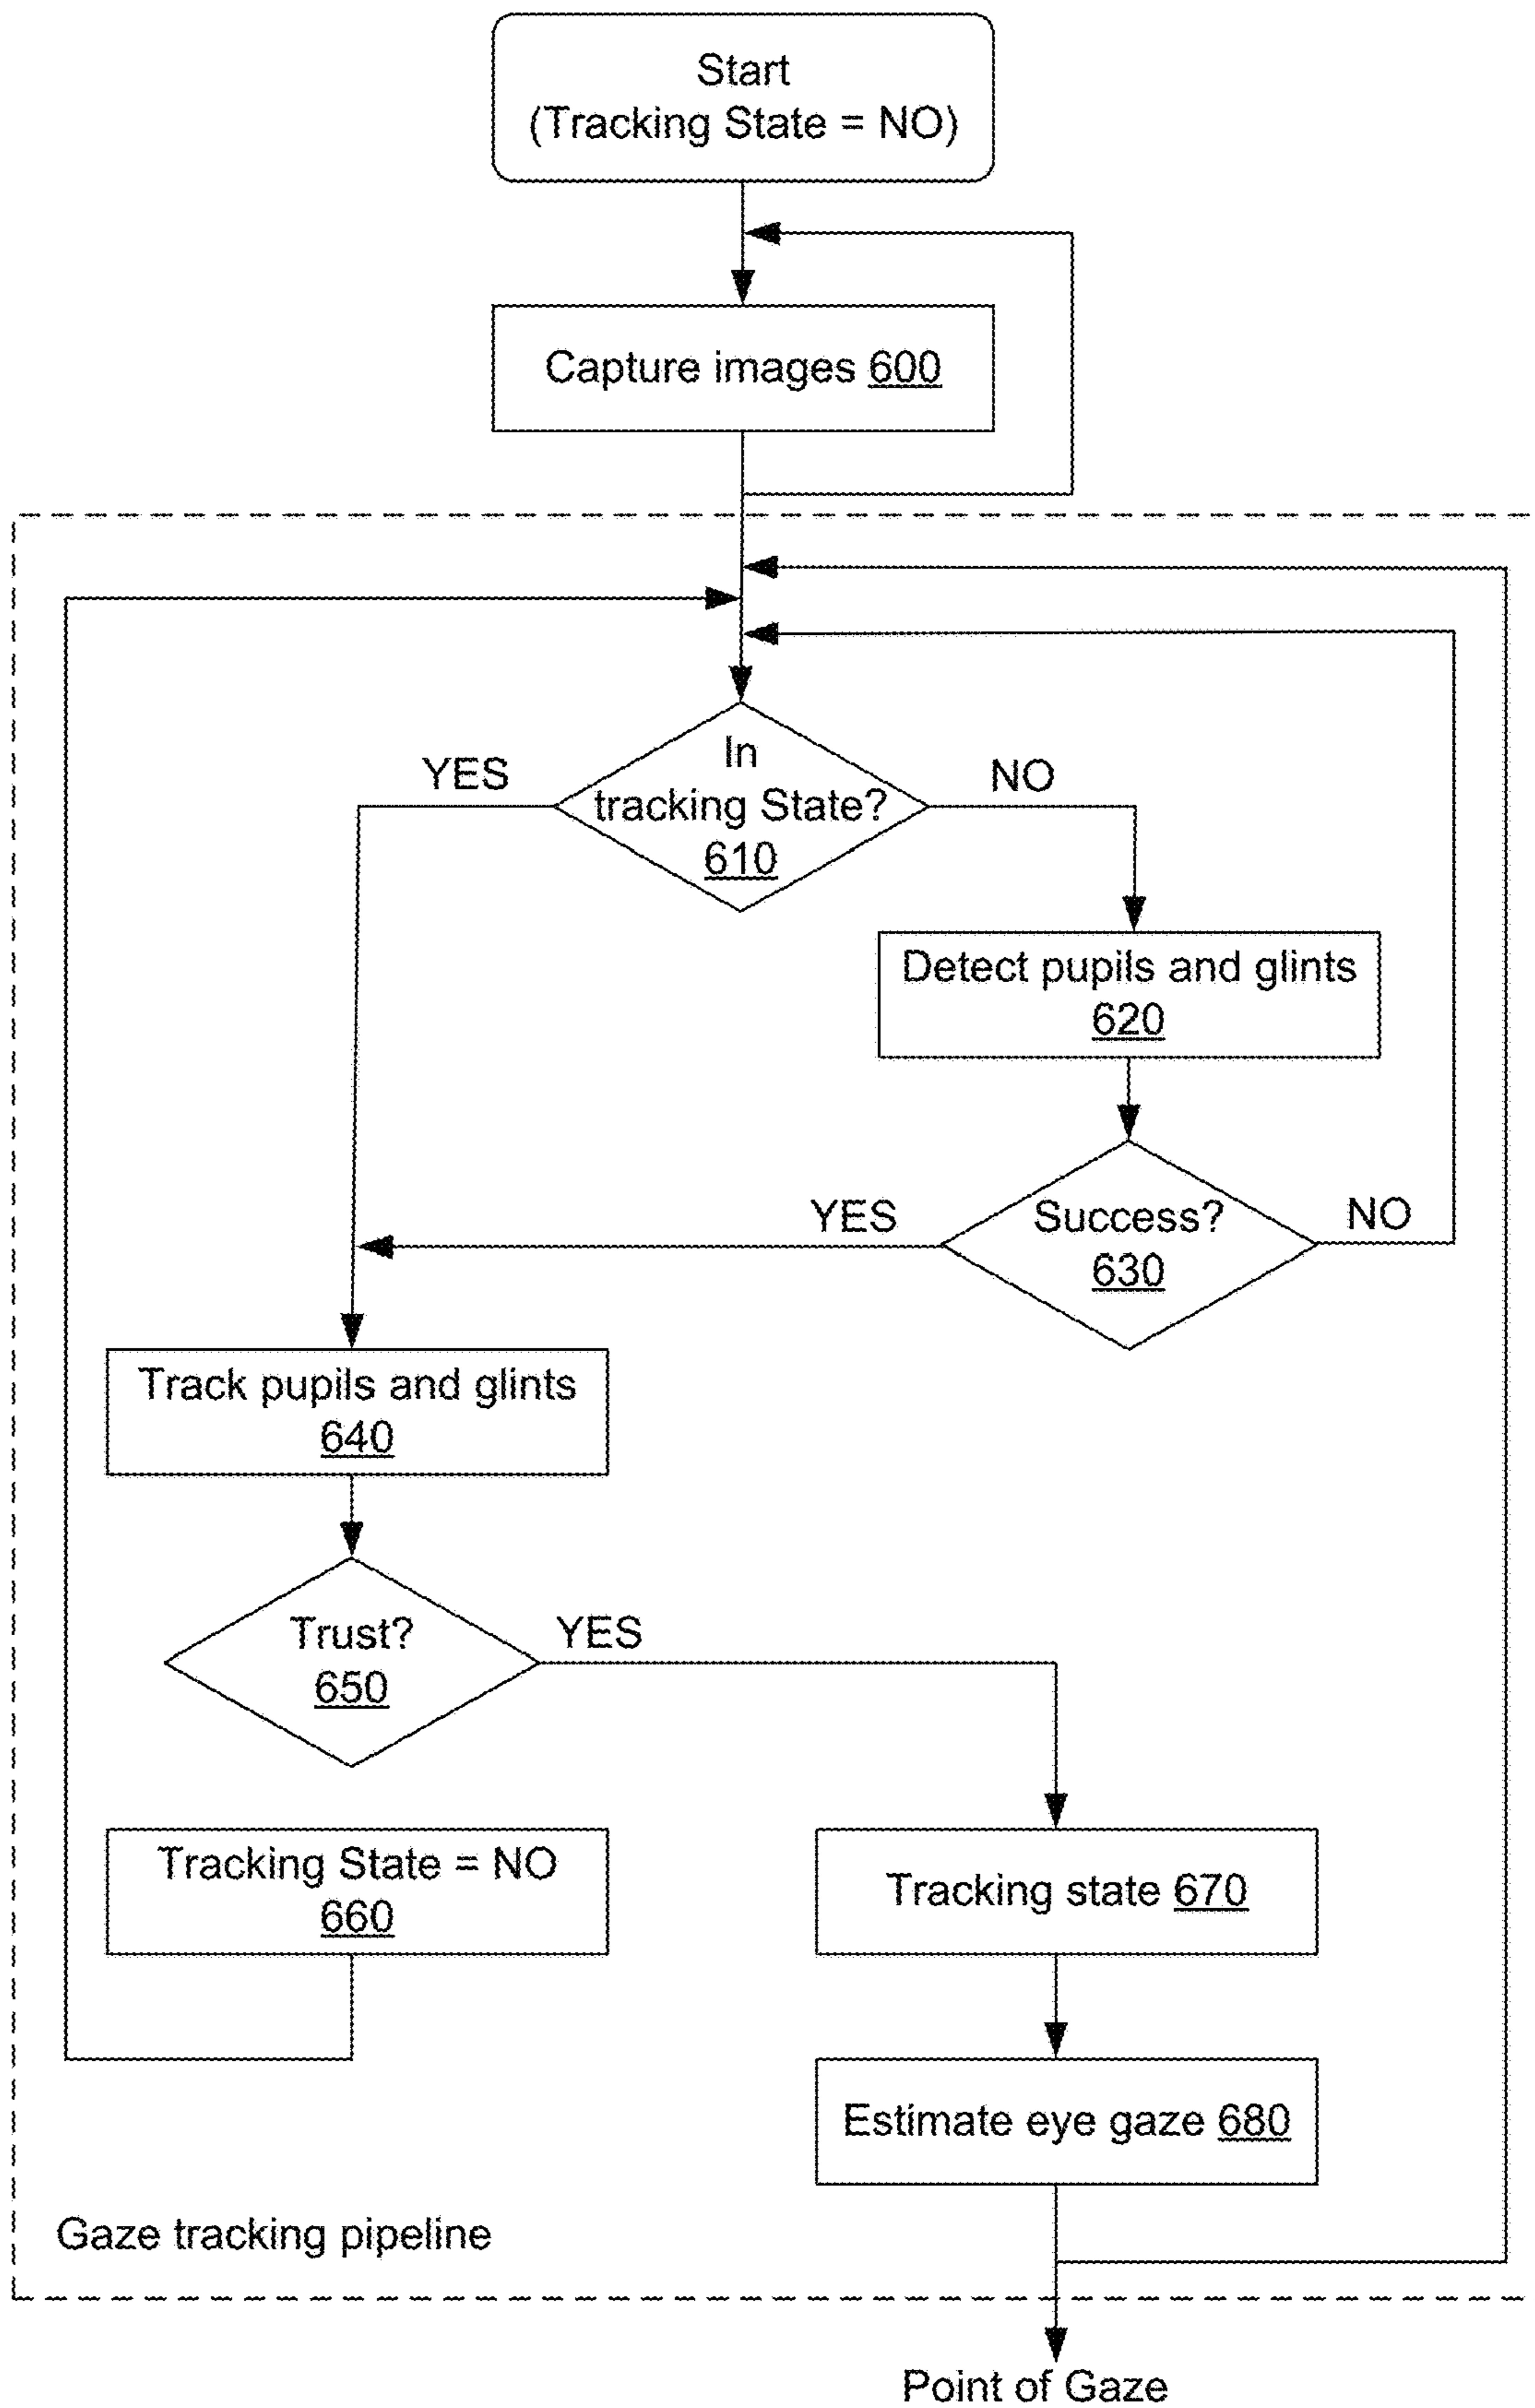 Start
(Tracking State = NO)
Capture images 600
In
tracking State?
610
YES
NO
Detect pupils and glints
620
Success?
630
YES
NO
Track pupils and glints
640
Trust?
650
YES
Tracking State = NO
660
Tracking state 670
Estimate eye gaze 680
Gaze tracking pipeline
Point of Gaze